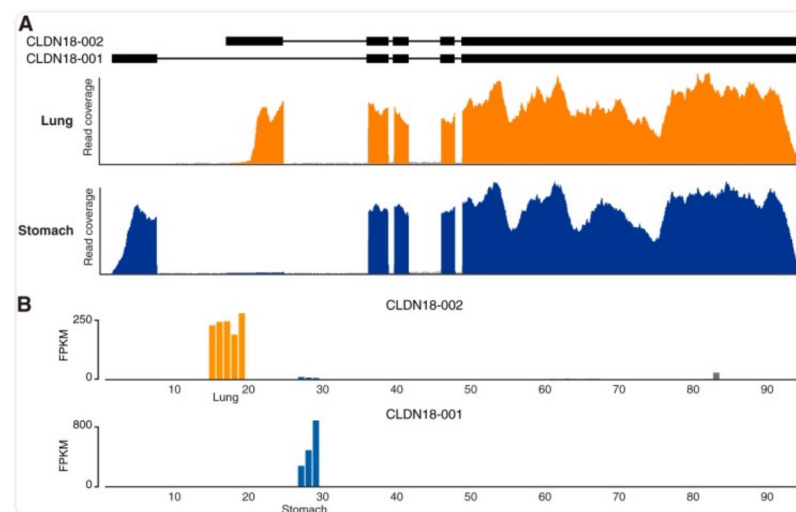 A
CLDN18-002
CLDN18-001
Lung
Read coverage
Stomach
Read coverage
B
CLDN18-002
FPKM
250
0
10 20 30 40 50 60 70 80 90
Lung
CLDN18-001
FPKM
800
0
10 20 30 40 50 60 70 80 90
Stomach